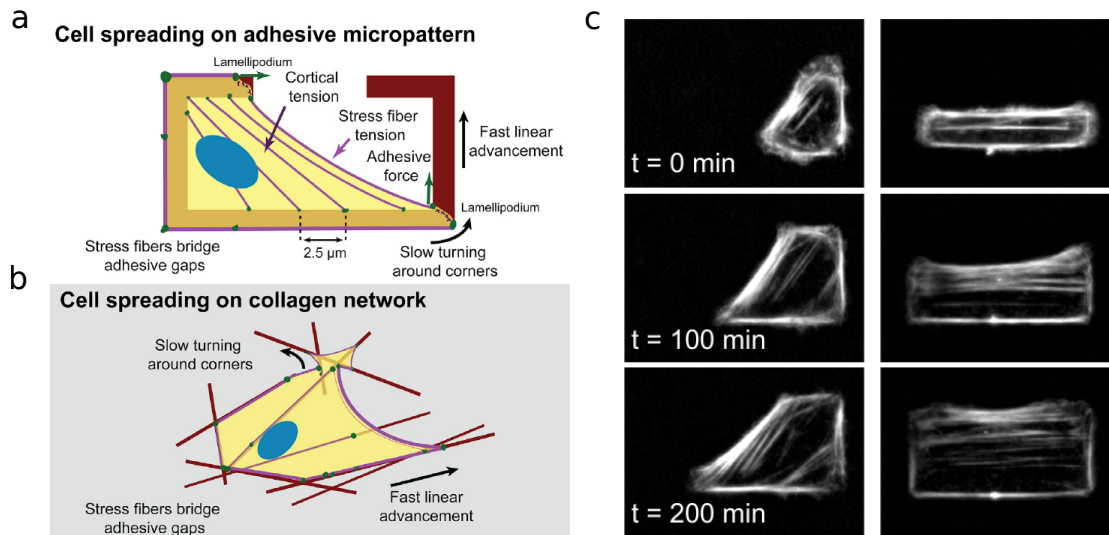 a
Cell spreading on adhesive micropattern
Lamellipodium
Cortical
tension
Stress fiber
tension
Fast linear
advancement
Adhesive
force
Lamellipodium
Stress fibers bridge
adhesive gaps
2.5 µm
Slow turning
around corners
b
Cell spreading on collagen network
Slow turning
around corners
Fast linear
advancement
Stress fibers bridge
adhesive gaps
c
t = 0 min
t = 100 min
t = 200 min